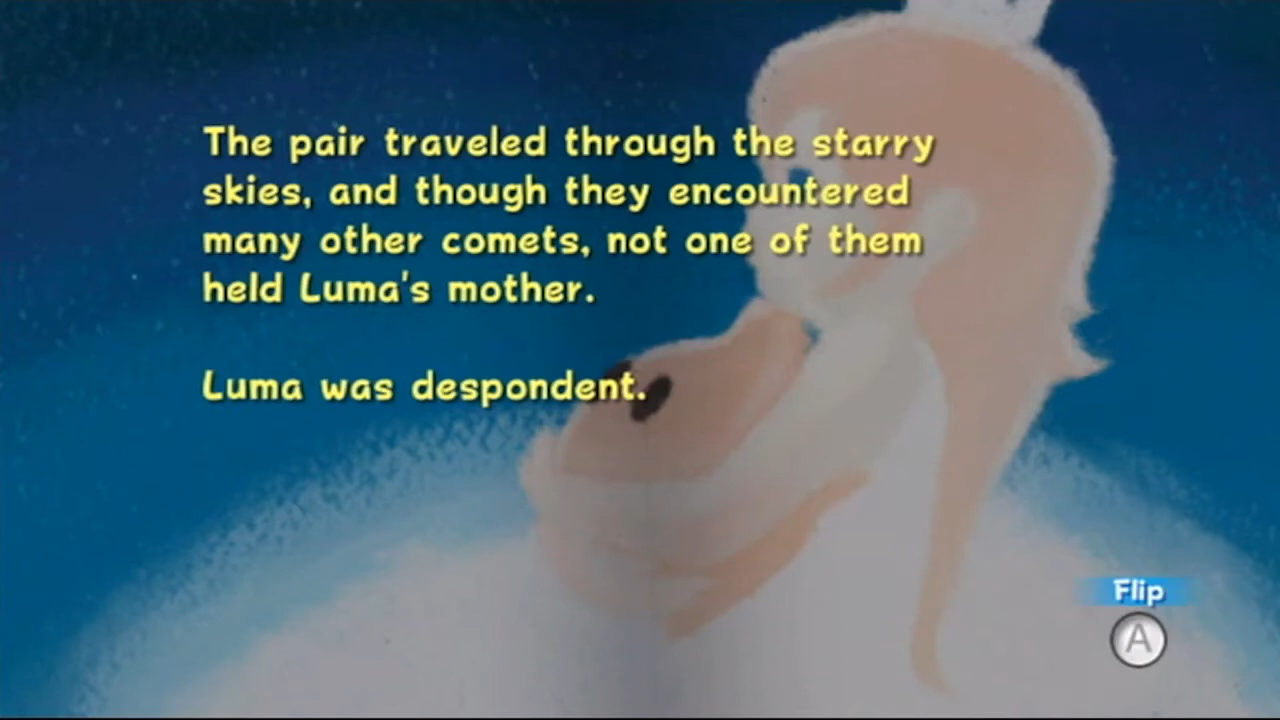 The pair traveled through the starry
skies, and though they encountered
many other comets, not one of them
held Luma's mother.
Luma was despondent.
Flip
A